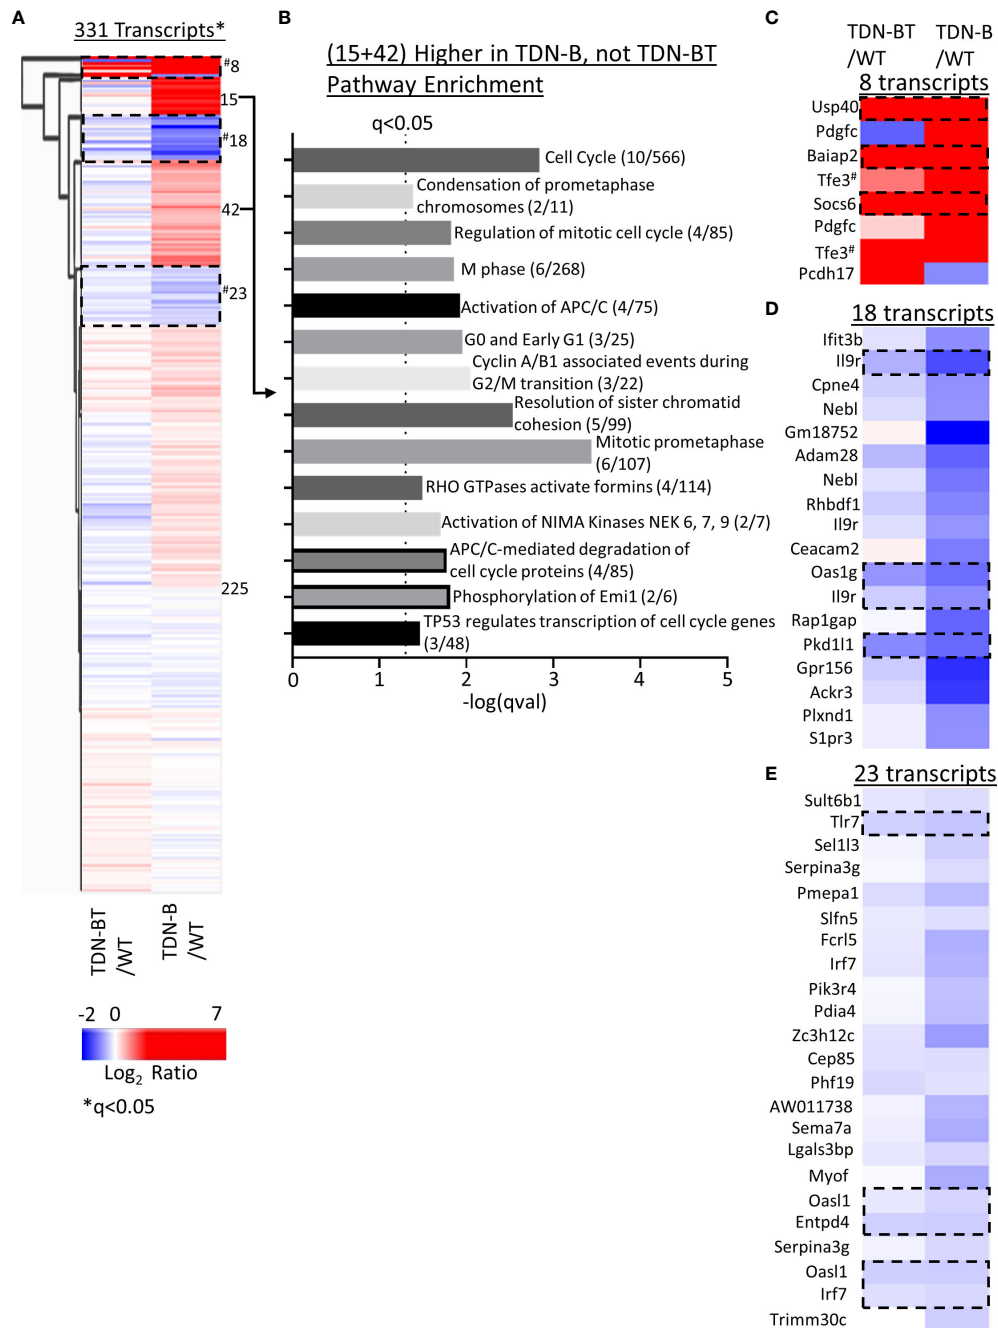 A
331 Transcripts*
#8
15
#18
42
#23
225
TDN-BT
/WT
TDN-B
/WT
-2 0 7
Log2 Ratio
*q<0.05
B
(15+42) Higher in TDN-B, not TDN-BT
Pathway Enrichment
q<0.05
Cell Cycle (10/566)
Condensation of prometaphase
chromosomes (2/11)
Regulation of mitotic cell cycle (4/85)
M phase (6/268)
Activation of APC/C (4/75)
G0 and Early G1 (3/25)
Cyclin A/B1 associated events during
G2/M transition (3/22)
Resolution of sister chromatid
cohesion (5/99)
Mitotic prometaphase
(6/107)
RHO GTPases activate formins (4/114)
Activation of NIMA Kinases NEK 6, 7, 9 (2/7)
APC/C-mediated degradation of
cell cycle proteins (4/85)
Phosphorylation of Emi1 (2/6)
TP53 regulates transcription of cell cycle genes
(3/48)
0 1 2 3 4 5
-log(qval)
C
TDN-BT TDN-B
/WT /WT
8 transcripts
Usp40
Pdgfc
Baiap2
Tfe3#
Socs6
Pdgfc
Tfe3#
Pcdh17
D
18 transcripts
Ifit3b
Il9r
Cpne4
Nebl
Gm18752
Adam28
Nebl
Rhbdf1
Il9r
Ceacam2
Oas1g
Il9r
Rap1gap
Pkd1l1
Gpr156
Ackr3
Plxnd1
S1pr3
E
23 transcripts
Sult6b1
Tlr7
Sel1l3
Serpina3g
Pmepa1
Slfn5
Fcrl5
Irf7
Pik3r4
Pdia4
Zc3h12c
Cep85
Phf19
AW011738
Sema7a
Lgals3bp
Myof
Oasl1
Entpd4
Serpina3g
Oasl1
Irf7
Trimm30c